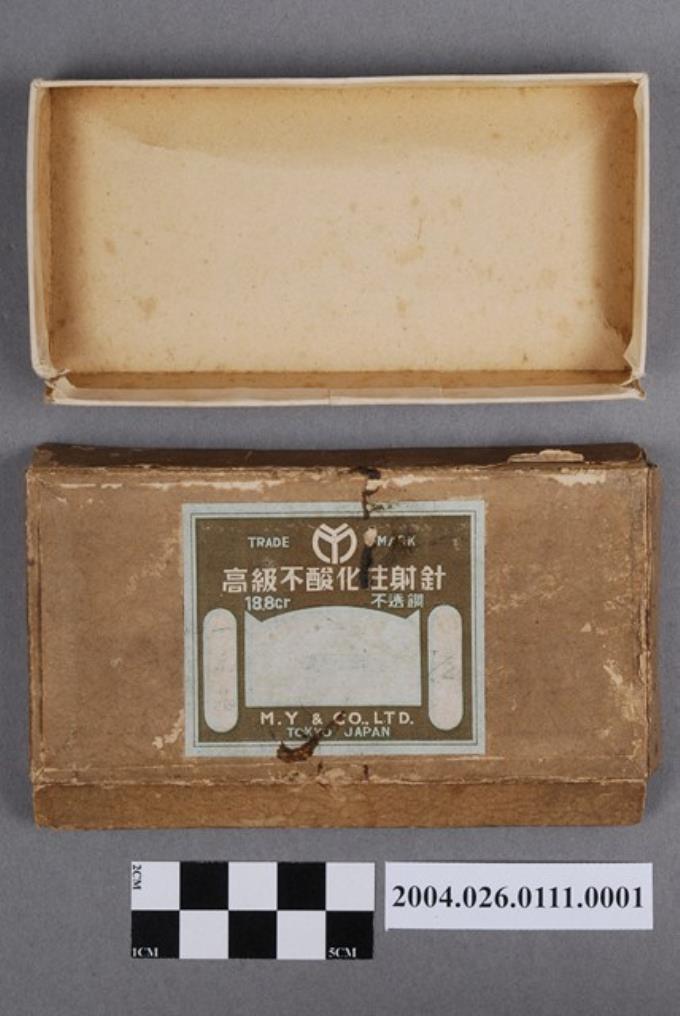 TRADE MARK
高級不酸化注射針
18.8cr 不透鋼
M.Y & CO.,LTD.
TOKYO JAPAN
2CM
1CM 5CM
2004.026.0111.0001